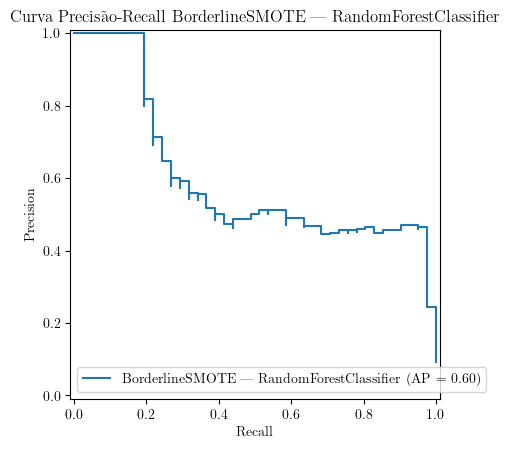 Curva Precisão-Recall BorderlineSMOTE — RandomForestClassifier
1.0
0.8
0.6
0.4
0.2
0.0
Precision
BorderlineSMOTE — RandomForestClassifier (AP = 0.60)
0.0 0.2 0.4 0.6 0.8 1.0
Recall